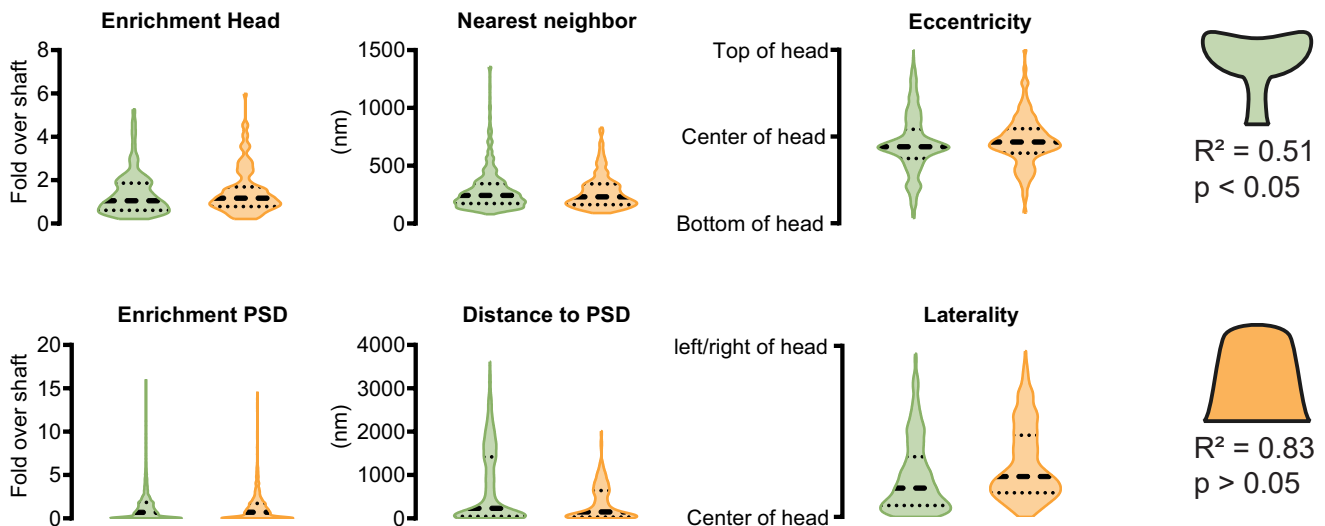 Enrichment Head
Fold over shaft
8
6
4
2
0
Nearest neighbor
(nm)
1500
1000
500
0
Eccentricity
Top of head
Center of head
Bottom of head
R² = 0.51
p < 0.05
Enrichment PSD
Fold over shaft
20
15
10
5
0
Distance to PSD
(nm)
4000
3000
2000
1000
0
Laterality
left/right of head
Center of head
R² = 0.83
p > 0.05